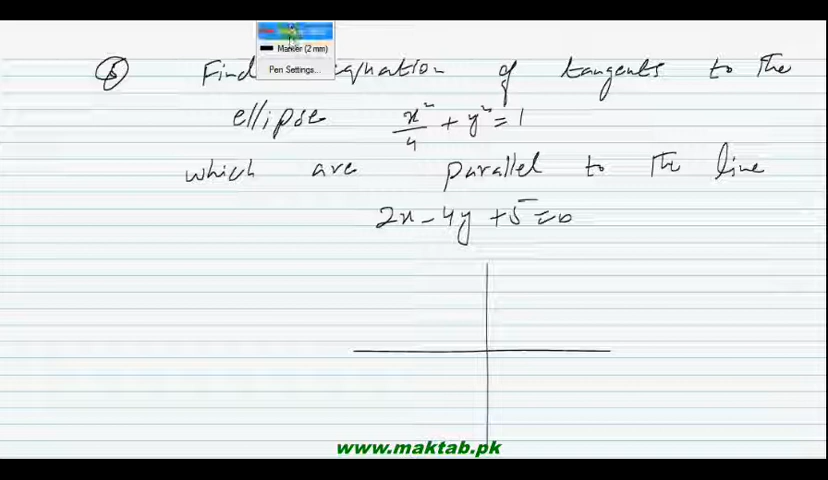 Marker (2 mm)
Pen Settings...
⑥ Find equation of tangents to the
ellipse x²/4 + y² = 1
which are parallel to the line
2x - 4y + 5 = 0
www.maktab.pk